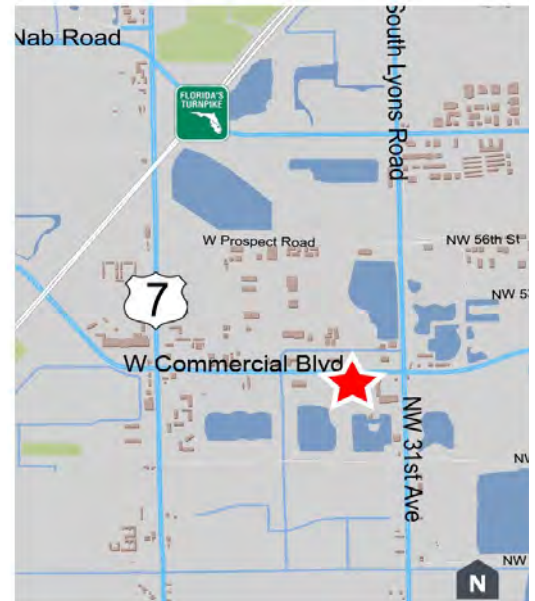 Nab Road
South Lyons Road
FLORIDA'S
TURNPIKE
W Prospect Road
NW 56th St
NW 5
7
W Commercial Blvd
NW 31st Ave
NW
N